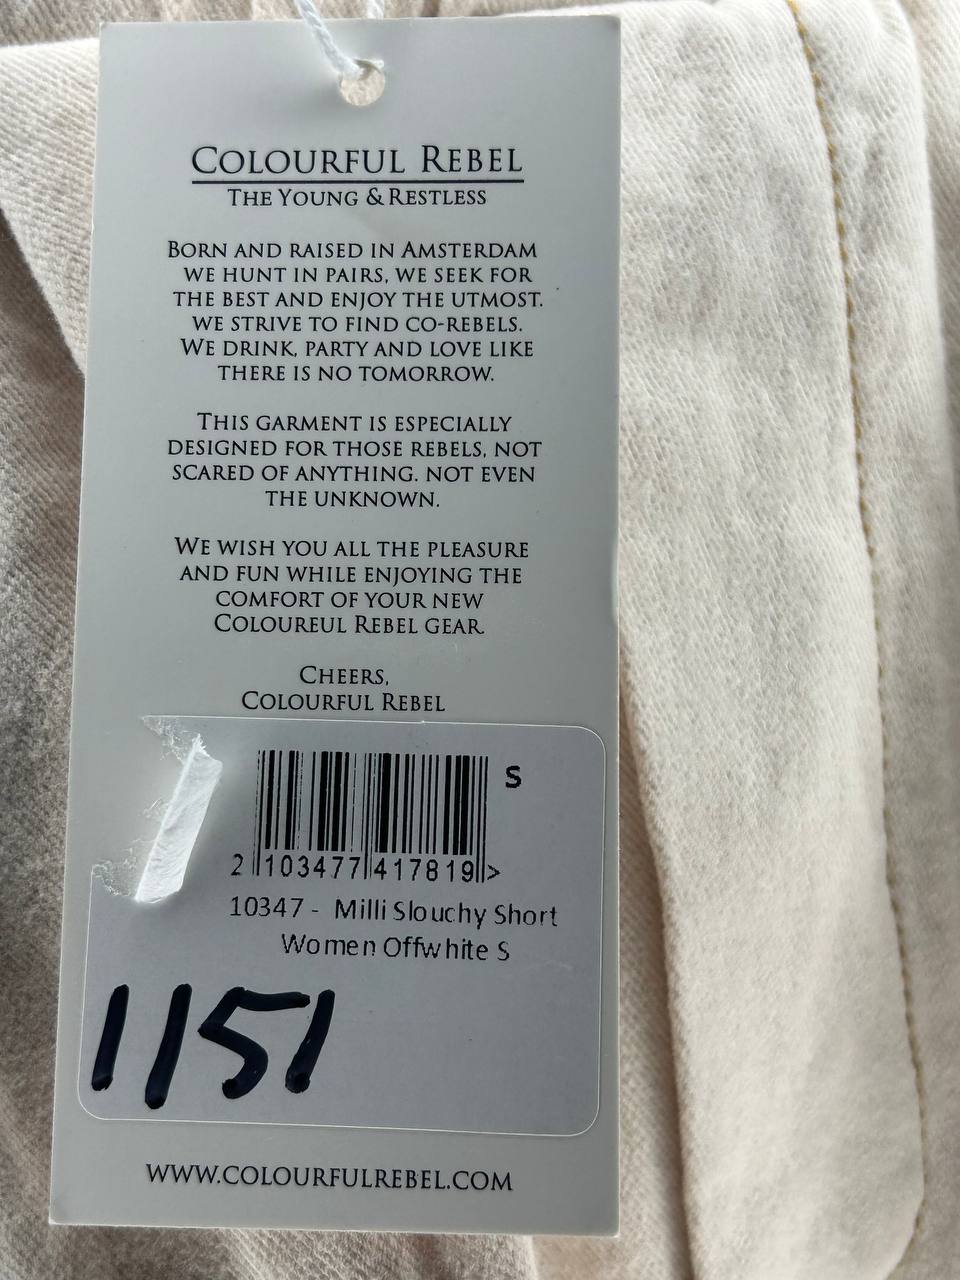 COLOURFUL REBEL
THE YOUNG & RESTLESS
BORN AND RAISED IN AMSTERDAM
WE HUNT IN PAIRS, WE SEEK FOR
THE BEST AND ENJOY THE UTMOST.
WE STRIVE TO FIND CO-REBELS.
WE DRINK, PARTY AND LOVE LIKE
THERE IS NO TOMORROW.
THIS GARMENT IS ESPECIALLY
DESIGNED FOR THOSE REBELS, NOT
SCARED OF ANYTHING. NOT EVEN
THE UNKNOWN.
WE WISH YOU ALL THE PLEASURE
AND FUN WHILE ENJOYING THE
COMFORT OF YOUR NEW
COLOUREUL REBEL GEAR
CHEERS,
COLOURFUL REBEL
S
2 103477 417819 >
10347 - Milli Slouchy Short
Women Offwhite S
1151
WWW.COLOURFULREBEL.COM